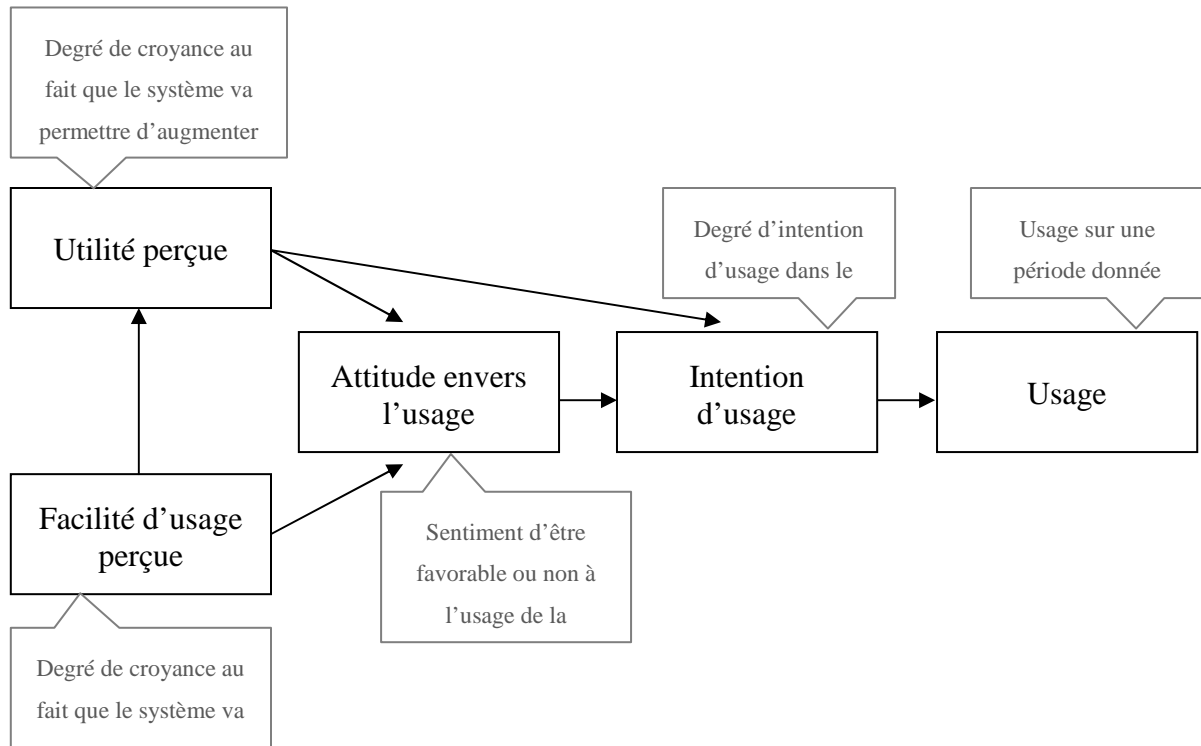 Degré de croyance au
fait que le système va
permettre d’augmenter
Utilité perçue
Degré d’intention
d’usage dans le
Usage sur une
période donnée
Attitude envers
l’usage
Intention
d’usage
Usage
Facilité d’usage
perçue
Sentiment d’être
favorable ou non à
l’usage de la
Degré de croyance au
fait que le système va